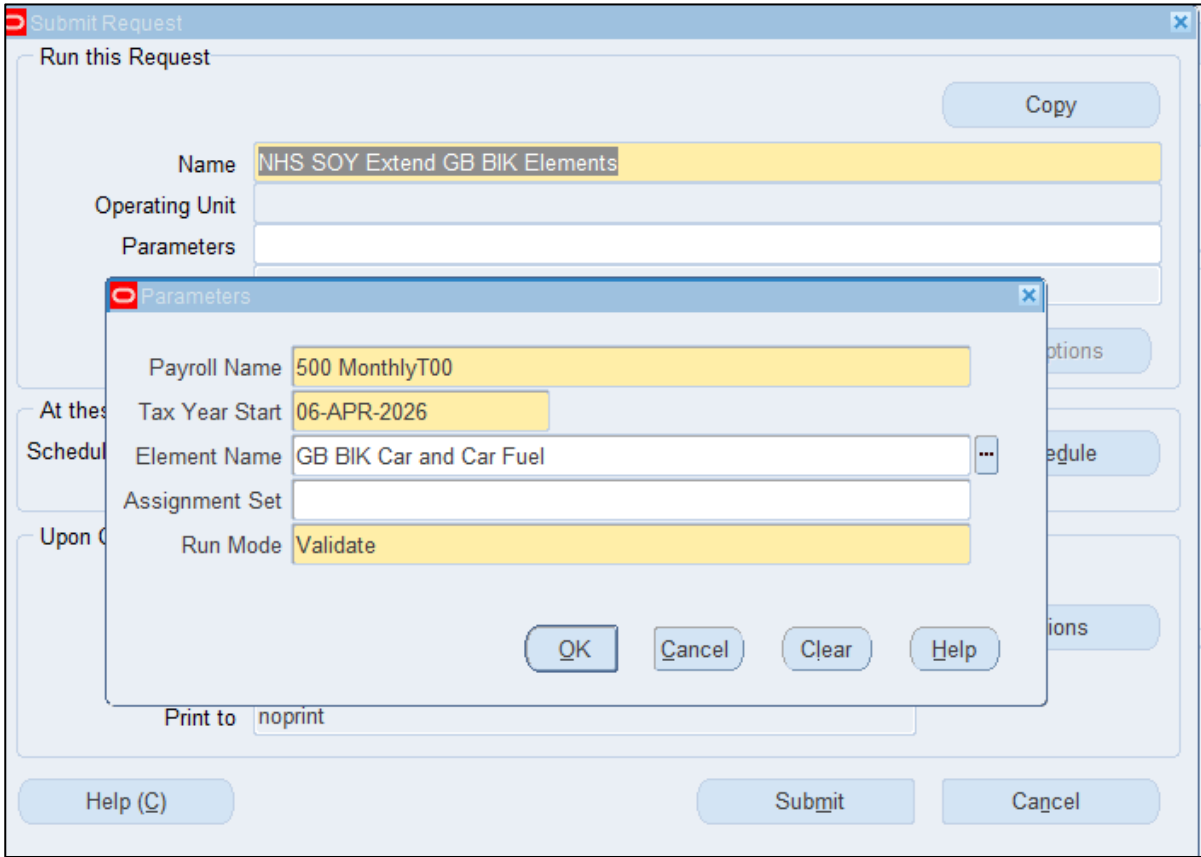 Submit Request
Run this Request
Copy
Name NHS SOY Extend GB BIK Elements
Operating Unit
Parameters
Parameters
Payroll Name 500 MonthlyT00
Tax Year Start 06-APR-2026
Element Name GB BIK Car and Car Fuel ...
Assignment Set
Run Mode Validate
OK Cancel Clear Help
ptions
At thes
Schedul
edule
Upon
ions
Print to noprint
Help (C) Submit Cancel